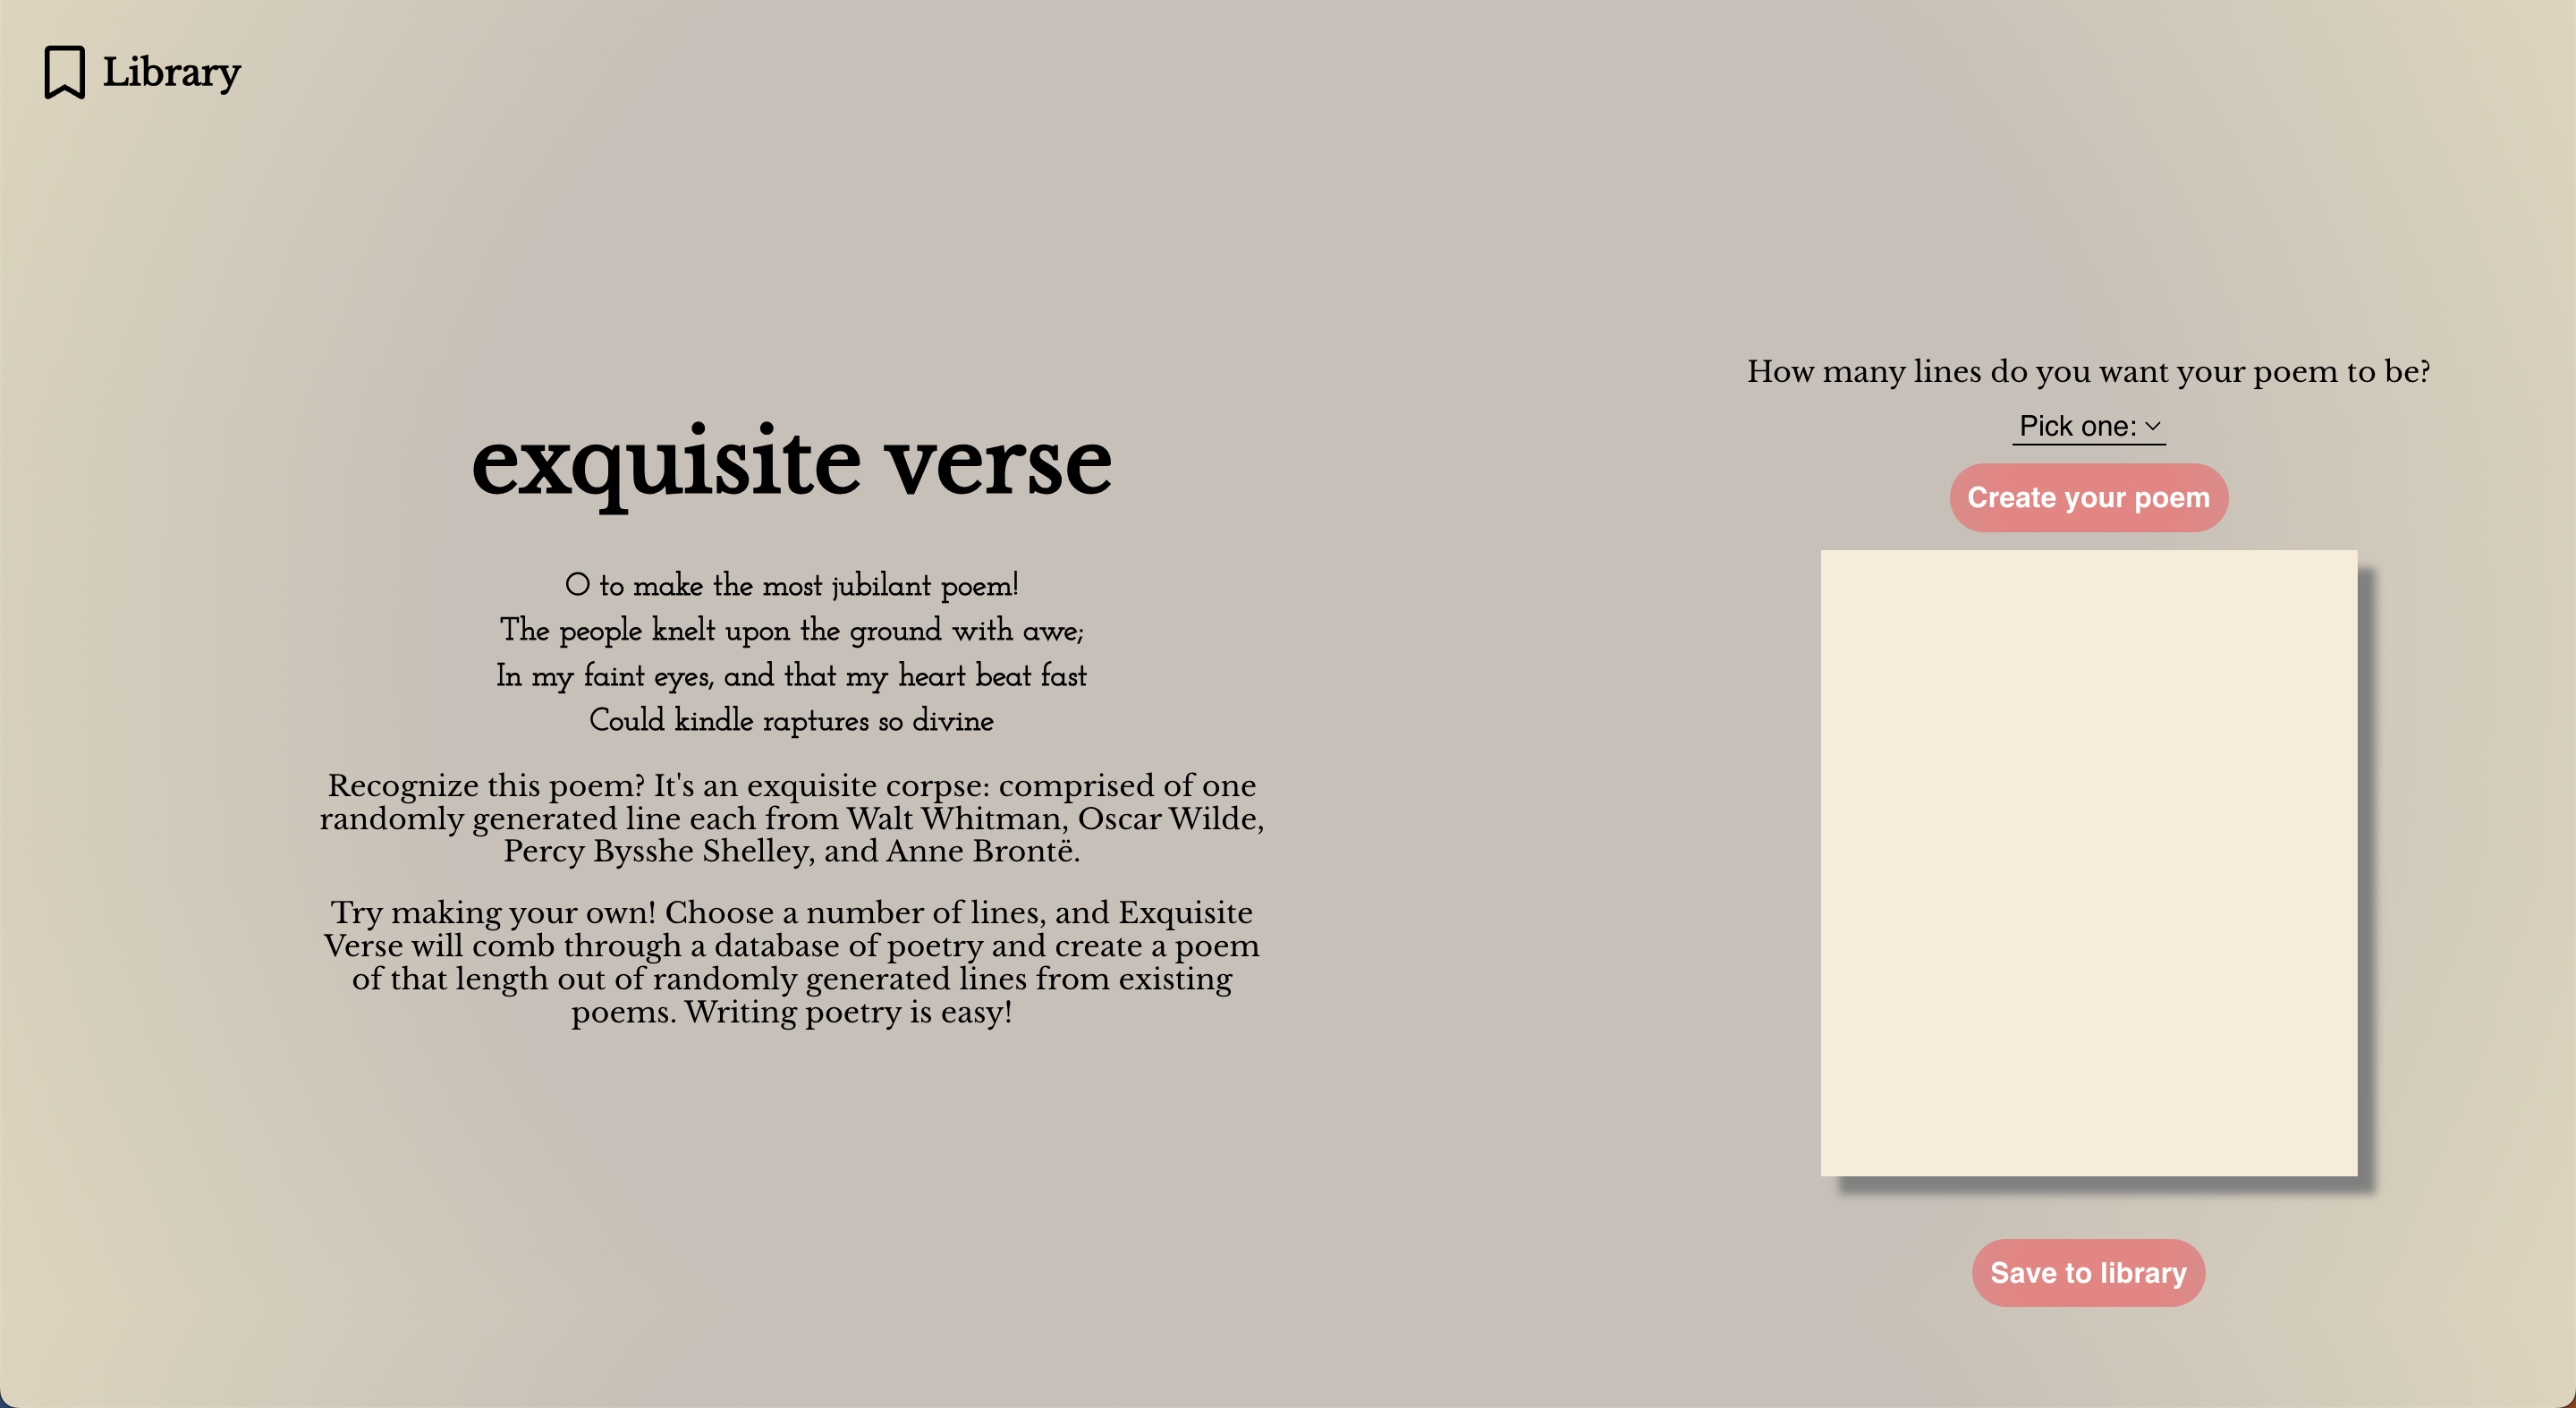 Library
exquisite verse
O to make the most jubilant poem!
The people knelt upon the ground with awe;
In my faint eyes, and that my heart beat fast
Could kindle raptures so divine
Recognize this poem? It's an exquisite corpse: comprised of one
randomly generated line each from Walt Whitman, Oscar Wilde,
Percy Bysshe Shelley, and Anne Brontë.
Try making your own! Choose a number of lines, and Exquisite
Verse will comb through a database of poetry and create a poem
of that length out of randomly generated lines from existing
poems. Writing poetry is easy!
How many lines do you want your poem to be?
Pick one:
Create your poem
Save to library